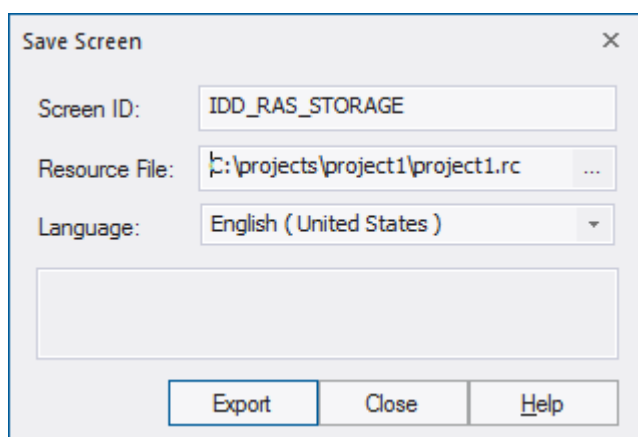 Save Screen
Screen ID: IDD_RAS_STORAGE
Resource File: C:\projects\project1\project1.rc ...
Language: English ( United States )
Export Close Help